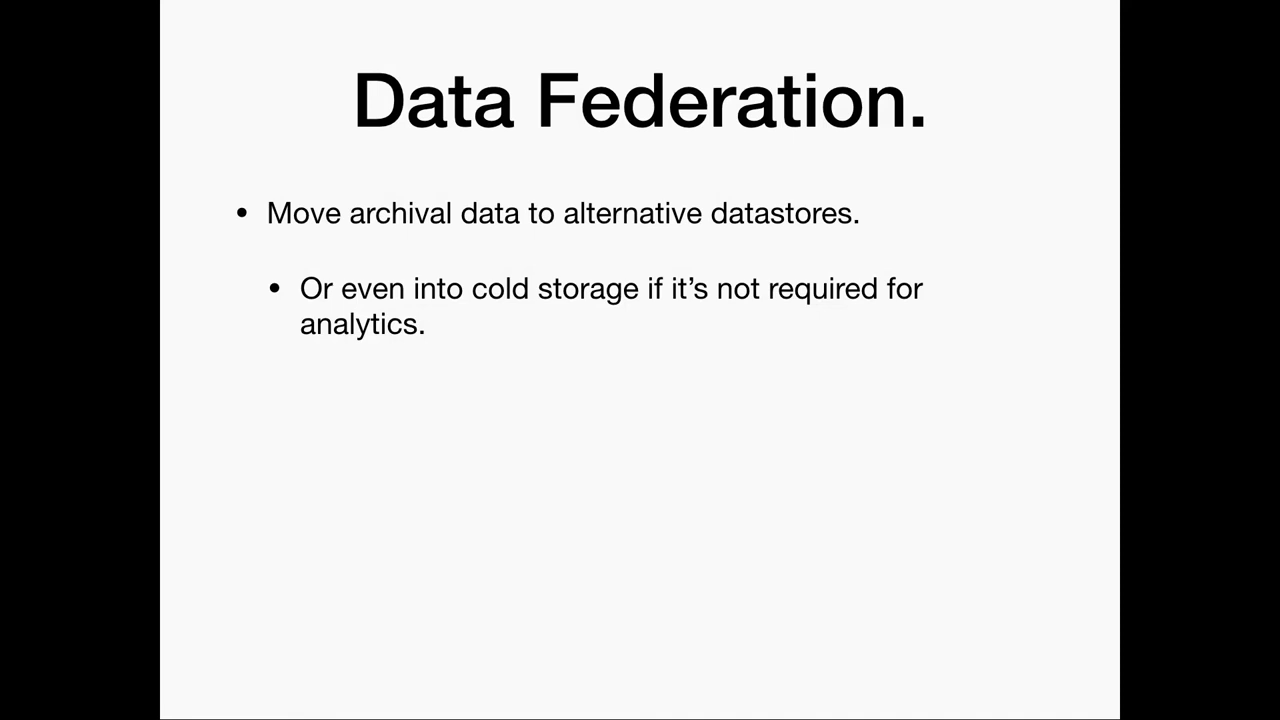 Data Federation.
• Move archival data to alternative datastores.
• Or even into cold storage if it’s not required for
analytics.